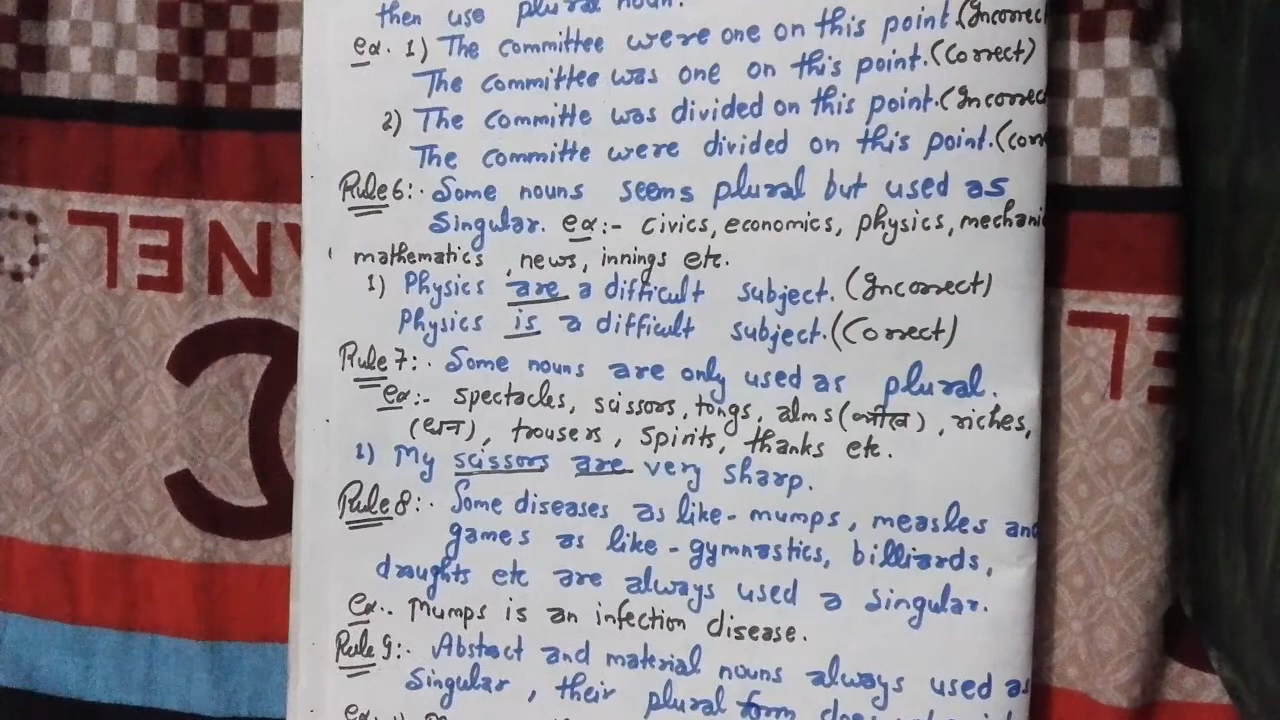 then use plural noun.
ex. 1) The committee were one on this point. (Incorrec
The committee was one on this point. (Correct)
2) The committe was divided on this point. (Incorrec
The committe were divided on this point. (corr
Rule 6:. Some nouns seems plural but used as
Singular. ex:- civics, economics, physics, mechani
mathematics, news, innings etc.
1) Physics are a difficult subject. (Incorrect)
Physics is a difficult subject. (Correct)
Rule 7:. Some nouns are only used as plural.
ex:- spectacles, scissors, tongs, alms (भीख), riches,
(धन), trousers, spirits, thanks etc.
1) My scissors are very sharp.
Rule 8:. Some diseases as like - mumps, measles and
games as like - gymnastics, billiards,
draughts etc are always used a singular.
Ex:. Mumps is an infection disease.
Rule 9:. Abstract and material nouns always used as
Singular, their plural form
NEL